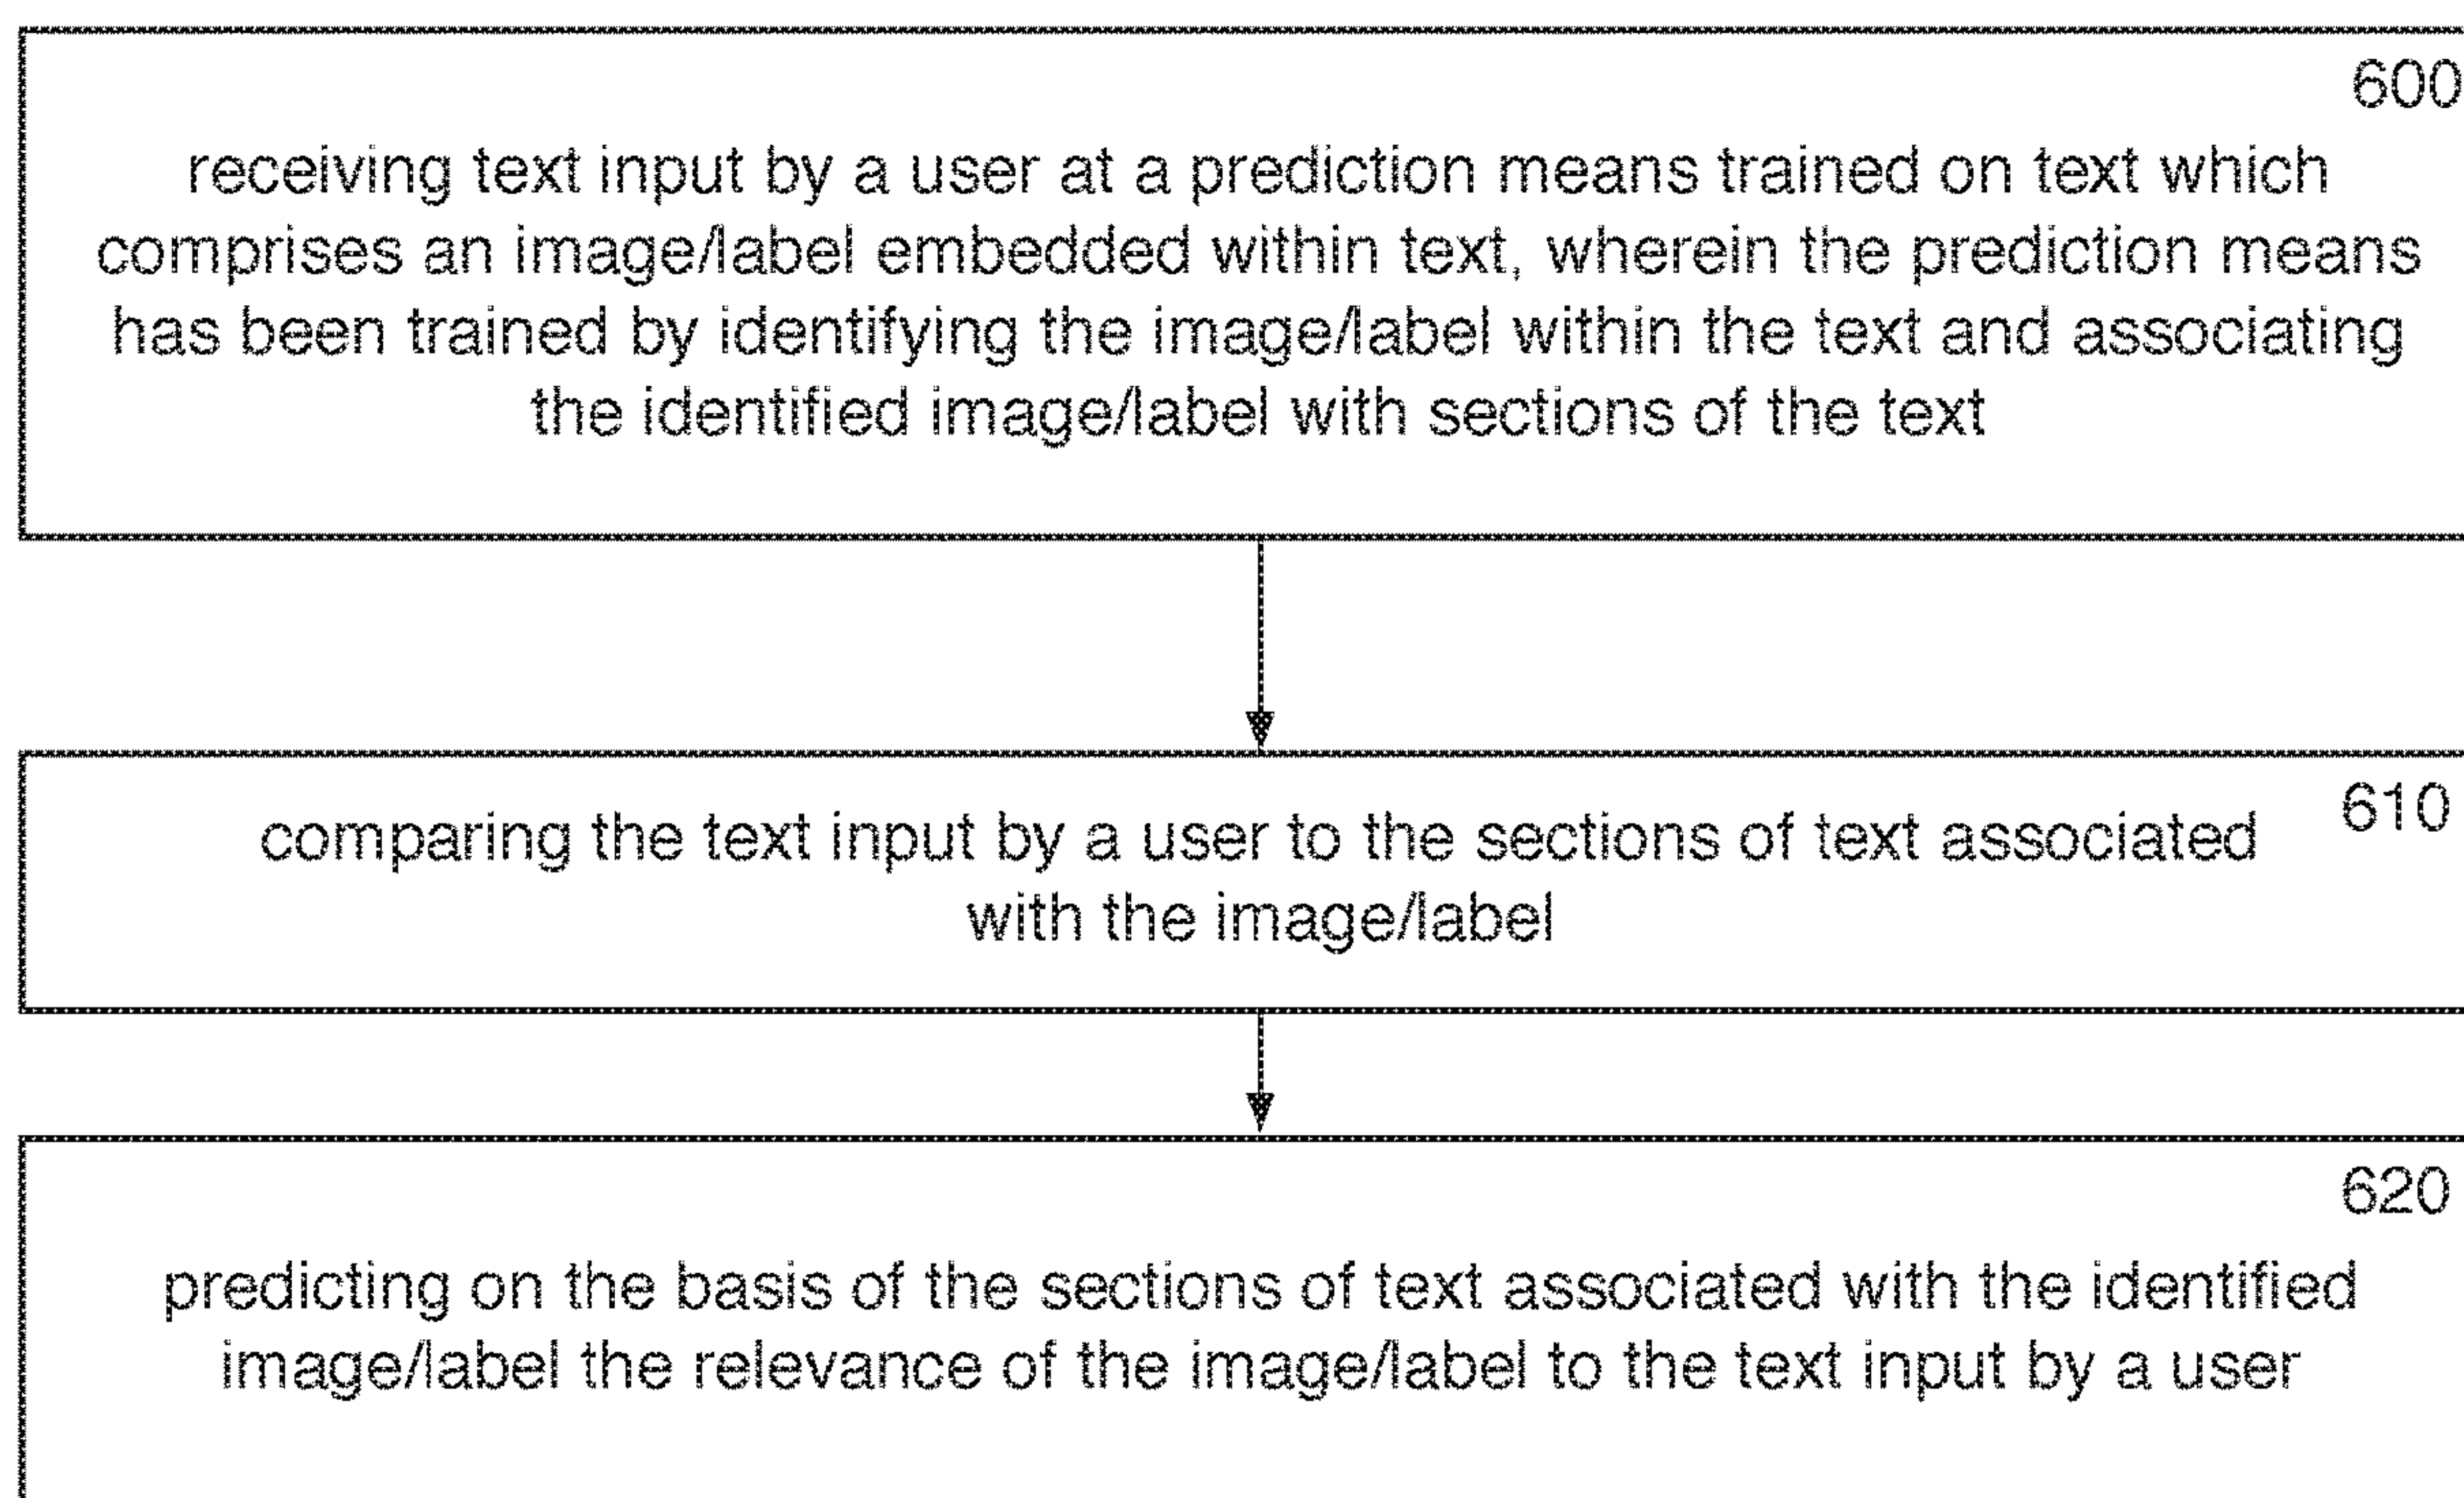 600
receiving text input by a user at a prediction means trained on text which
comprises an image/label embedded within text, wherein the prediction means
has been trained by identifying the image/label within the text and associating
the identified image/label with sections of the text
610
comparing the text input by a user to the sections of text associated
with the image/label
620
predicting on the basis of the sections of text associated with the identified
image/label the relevance of the image/label to the text input by a user